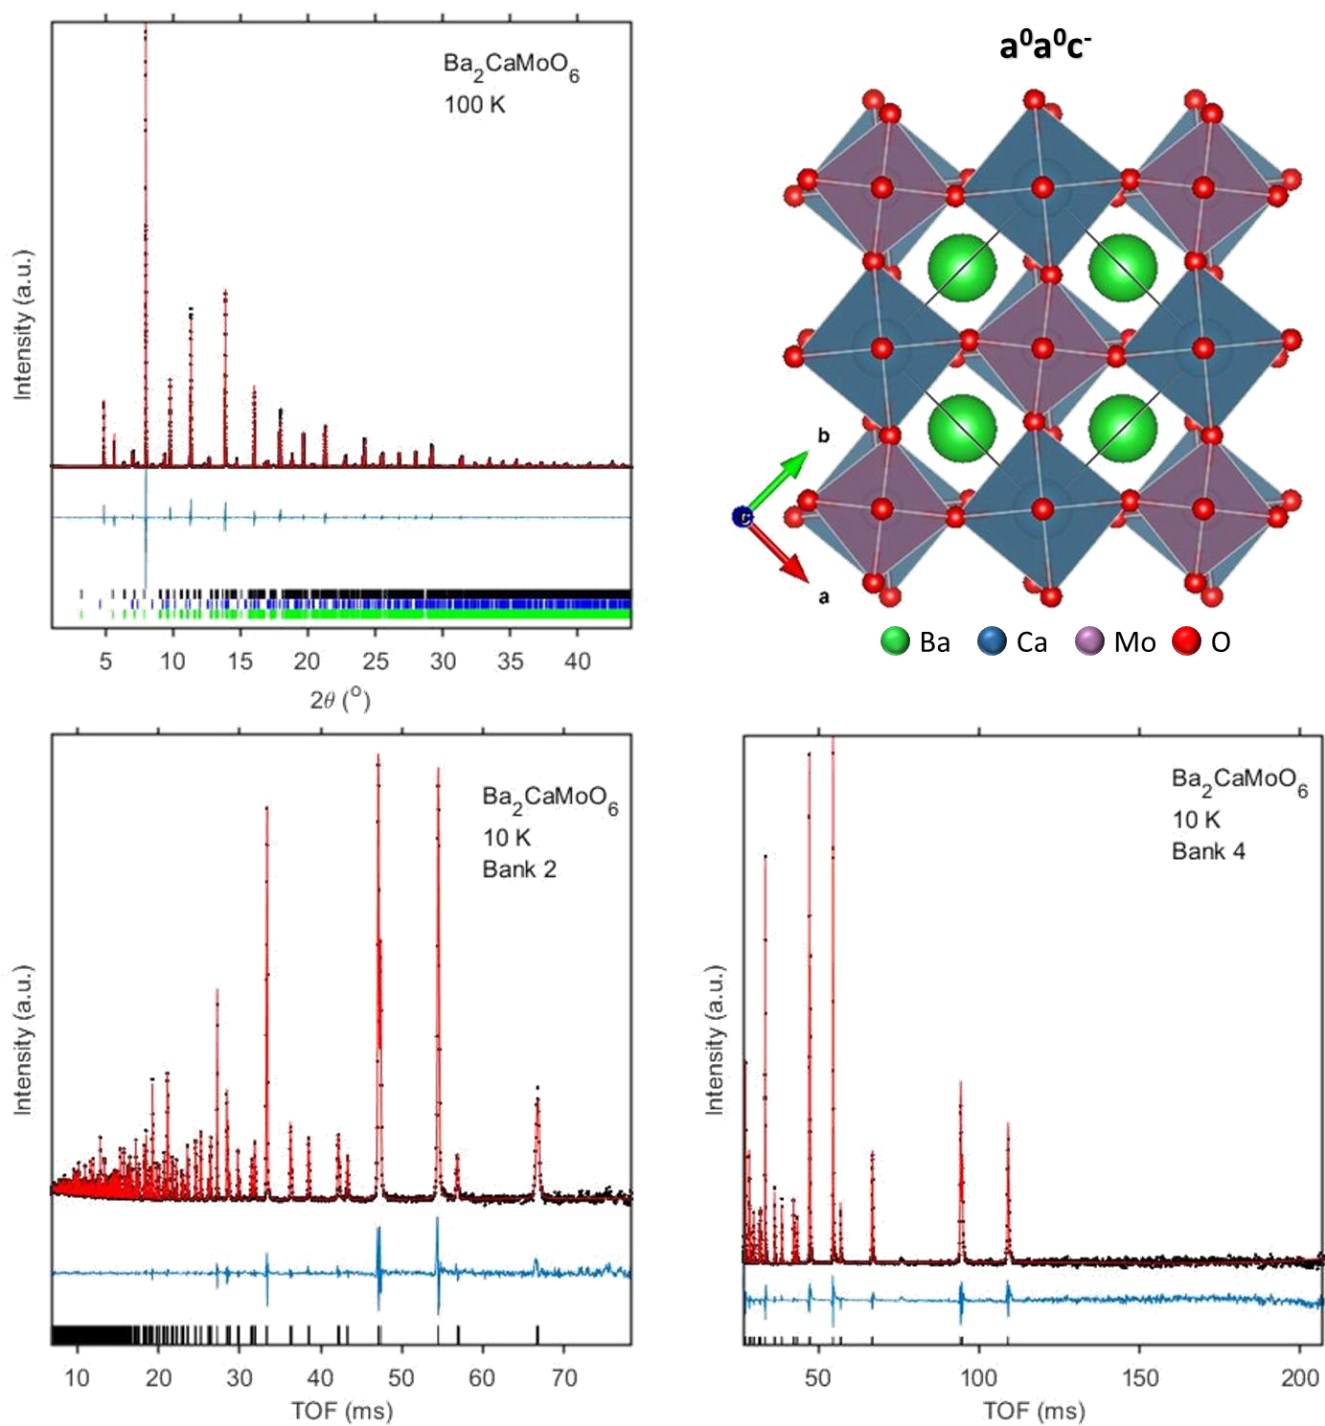 Ba₂CaMoO₆
100 K
Intensity (a.u.)
5 10 15 20 25 30 35 40
2θ (°)
a⁰a⁰c⁻
b
c
a
Ba Ca Mo O
Ba₂CaMoO₆
10 K
Bank 2
Intensity (a.u.)
10 20 30 40 50 60 70
TOF (ms)
Ba₂CaMoO₆
10 K
Bank 4
Intensity (a.u.)
50 100 150 200
TOF (ms)